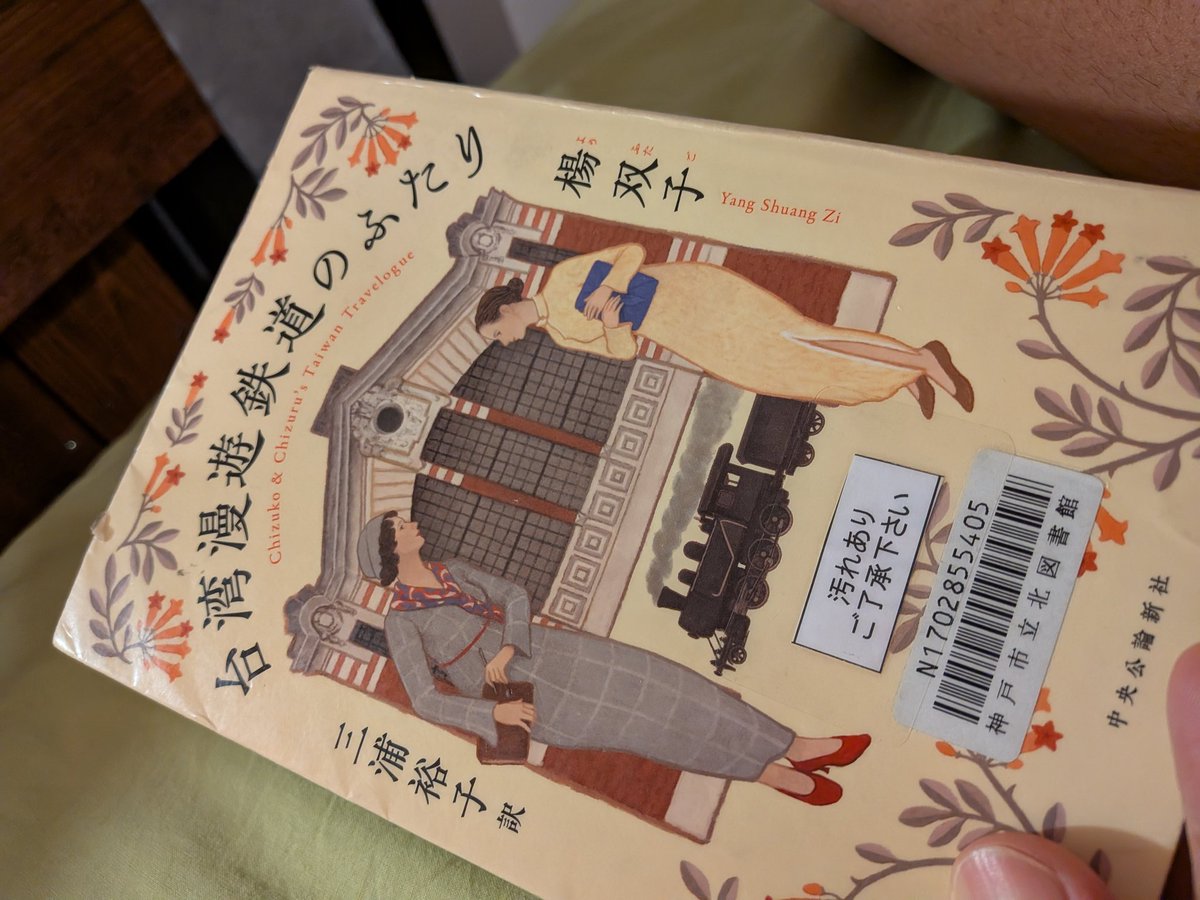 台湾漫遊鉄道のふたり
Chizuko & Chizuru's Taiwan Travelogue
楊双子
よう ふた ご
Yang Shuang Zi
三浦裕子 訳
汚れあり
ご了承下さい
N1702855405
神戸市立北図書館
中央公論新社